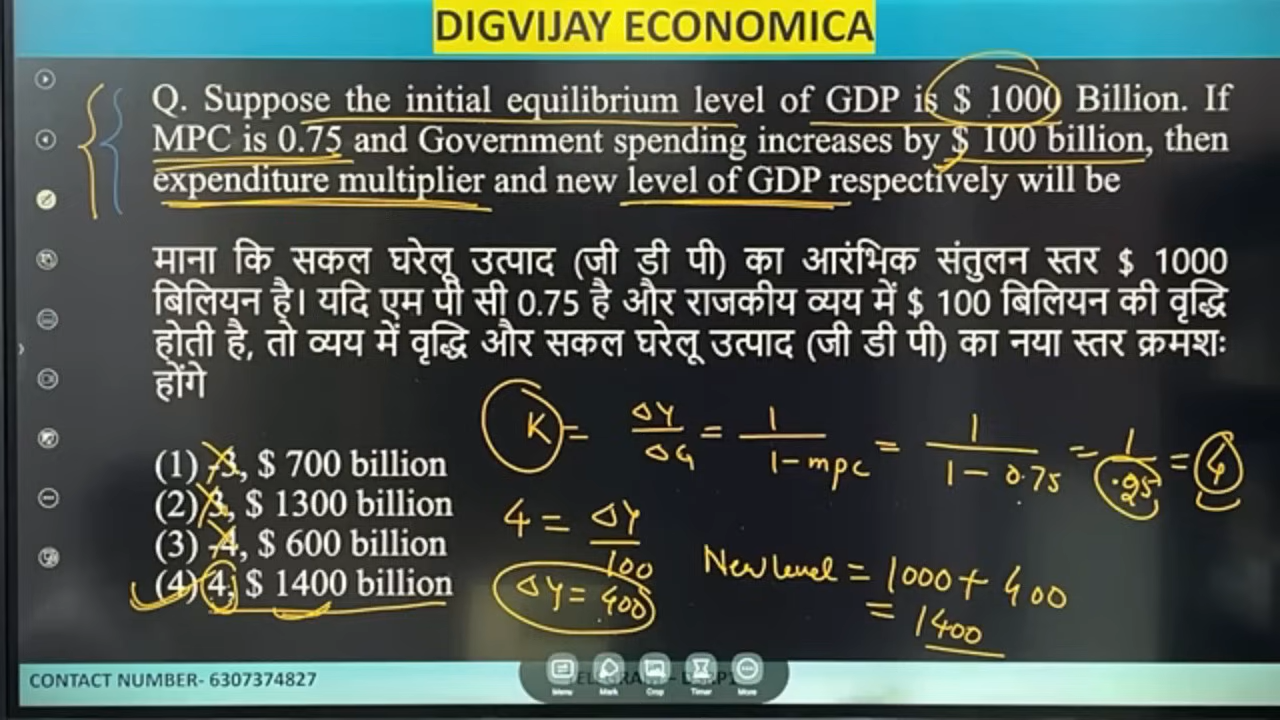 DIGVIJAY ECONOMICA
Q. Suppose the initial equilibrium level of GDP is $ 1000 Billion. If
MPC is 0.75 and Government spending increases by $ 100 billion, then
expenditure multiplier and new level of GDP respectively will be
माना कि सकल घरेलू उत्पाद (जी डी पी) का आरंभिक संतुलन स्तर $ 1000
बिलियन है। यदि एम पी सी 0.75 है और राजकीय व्यय में $ 100 बिलियन की वृद्धि
होती है, तो व्यय में वृद्धि और सकल घरेलू उत्पाद (जी डी पी) का नया स्तर क्रमशः
होंगे
K = ΔY/ΔG = 1/1-mpc = 1/1-0.75 = 1/.25 = 4
(1) -3, $ 700 billion
(2) 3, $ 1300 billion
(3) -4, $ 600 billion
(4) 4, $ 1400 billion
4 = ΔY/100
ΔY = 400
New level = 1000 + 400
= 1400
CONTACT NUMBER- 6307374827
Menu Mark Crop Timer More